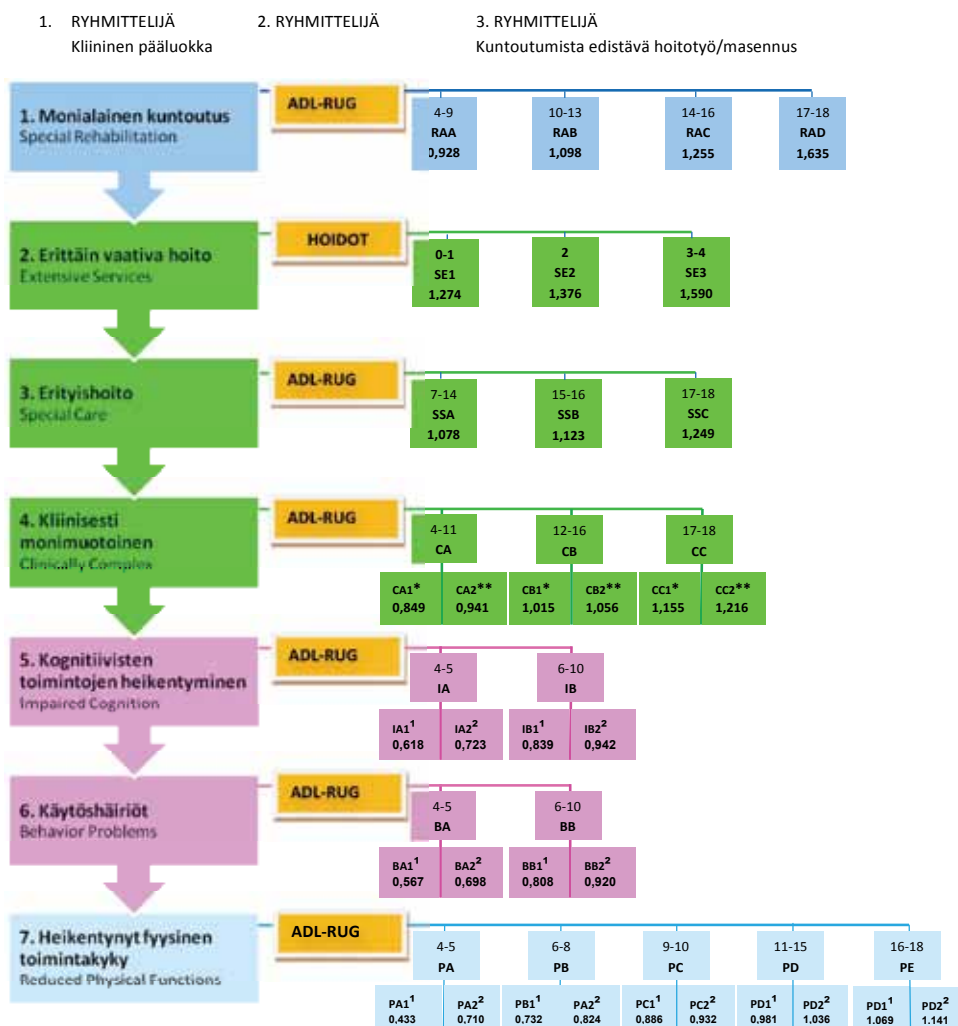 1. RYHMITTELIJÄ
Kliininen pääluokka
2. RYHMITTELIJÄ
3. RYHMITTELIJÄ
Kuntoutumista edistävä hoitotyö/masennus
1. Monialainen kuntoutus
Special Rehabilitation
ADL-RUG
4-9
RAA
0,928
10-13
RAB
1,098
14-16
RAC
1,255
17-18
RAD
1,635
2. Erittäin vaativa hoito
Extensive Services
HOIDOT
0-1
SE1
1,274
2
SE2
1,376
3-4
SE3
1,590
3. Erityishoito
Special Care
ADL-RUG
7-14
SSA
1,078
15-16
SSB
1,123
17-18
SSC
1,249
4. Kliinisesti
monimuotoinen
Clinically Complex
ADL-RUG
4-11
CA
12-16
CB
17-18
CC
CA1*
0,849
CA2**
0,941
CB1*
1,015
CB2**
1,056
CC1*
1,155
CC2**
1,216
5. Kognitiivisten
toimintojen heikentyminen
Impaired Cognition
ADL-RUG
4-5
IA
6-10
IB
IA1¹
0,618
IA2²
0,723
IB1¹
0,839
IB2²
0,942
6. Käytöshäiriöt
Behavior Problems
ADL-RUG
4-5
BA
6-10
BB
BA1¹
0,567
BA2²
0,698
BB1¹
0,808
BB2²
0,920
7. Heikentynyt fyysinen
toimintakyky
Reduced Physical Functions
ADL-RUG
4-5
PA
6-8
PB
9-10
PC
11-15
PD
16-18
PE
PA1¹
0,433
PA2²
0,710
PB1¹
0,732
PA2²
0,824
PC1¹
0,886
PC2²
0,932
PD1¹
0,981
PD2²
1,036
PD1¹
1.069
PD2²
1.141